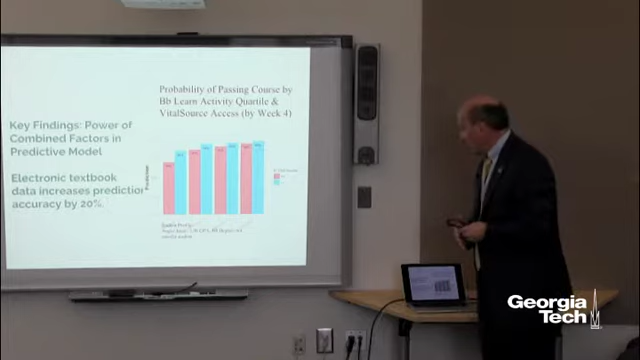 Probability of Passing Course by
Bb Learn Activity Quartile &
VitalSource Access (by Week 4)
Key Findings: Power of
Combined Factors in
Predictive Model
Electronic textbook
data increases prediction
accuracy by 20%.
Georgia
Tech